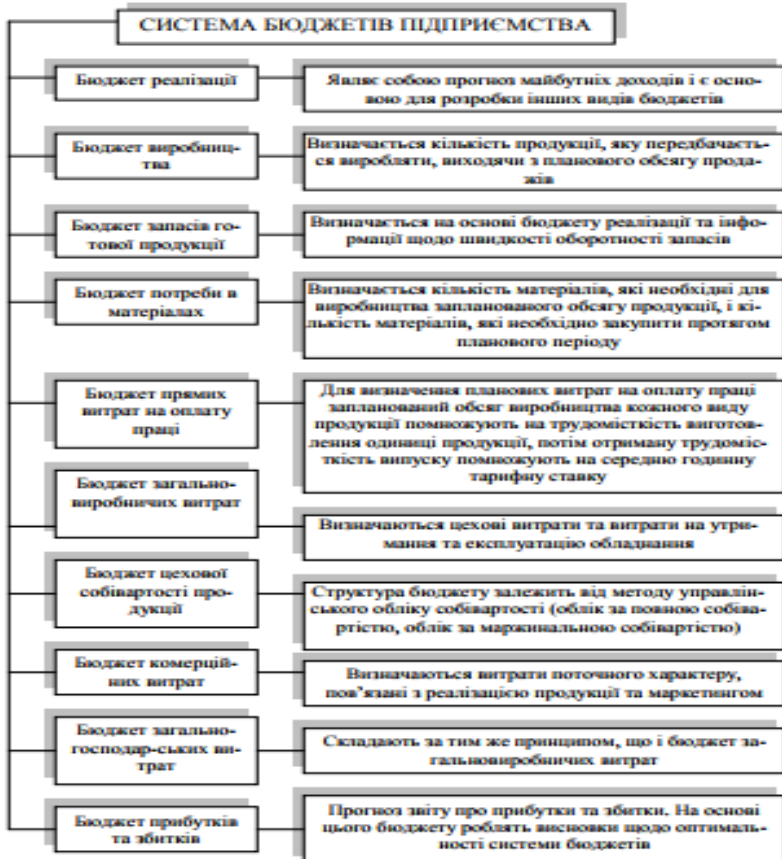 СИСТЕМА БЮДЖЕТІВ ПІДПРИЄМСТВА
Бюджет реалізації
Являє собою прогноз майбутніх доходів і є осно-
вою для розробки інших видів бюджетів
Бюджет виробниц-
тва
Визначається кількість продукції, яку передбачаєть-
ся виробляти, виходячи з планового обсягу прода-
жів
Бюджет запасів го-
тової продукції
Визначається на основі бюджету реалізації та інфо-
рмації щодо швидкості оборотності запасів
Бюджет потреби в
матеріалах
Визначається кількість матеріалів, які необхідні для
виробництва запланованого обсягу продукції, і кі-
лькість матеріалів, які необхідно закупити протягом
планового періоду
Бюджет прямих
витрат на оплату
праці
Для визначення планових витрат на оплату праці
запланований обсяг виробництва кожного виду
продукції помножують на трудомісткість виготов-
лення одиниці продукції, потім отриману трудоміс-
ткість випуску помножують на середню годинну
тарифну ставку
Бюджет загально-
виробничих витрат
Визначаються цехові витрати та витрати на утри-
мання та експлуатацію обладнання
Бюджет цехової
собівартості про-
дукції
Структура бюджету залежить від методу управлін-
ського обліку собівартості (облік за повною собіва-
ртістю, облік за маржинальною собівартістю)
Бюджет комерцій-
них витрат
Визначаються витрати поточного характеру,
пов’язані з реалізацією продукції та маркетингом
Бюджет загально-
господар-ських ви-
трат
Складають за тим же принципом, що і бюджет за-
гальновиробничих витрат
Бюджет прибутків
та збитків
Прогноз звіту про прибутки та збитки. На основі
цього бюджету роблять висновки щодо оптималь-
ності системи бюджетів